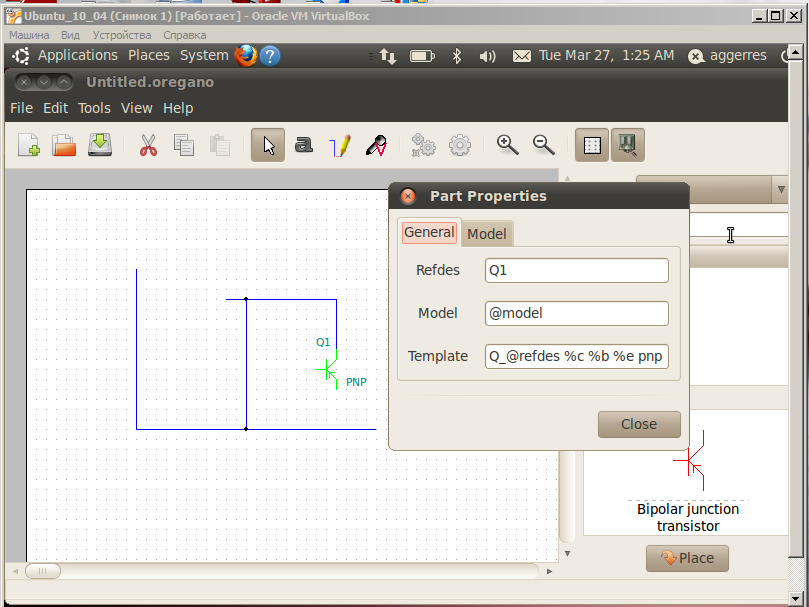 Ubuntu_10_04 (Снимок 1) [Работает] - Oracle VM VirtualBox
Машина Вид Устройства Справка
Applications Places System ? Tue Mar 27, 1:25 AM aggerres
Untitled.oregano
File Edit Tools View Help
a
Part Properties
General Model
Refdes Q1
Model @model
Template Q_@refdes %c %b %e pnp
Close
Q1
PNP
Bipolar junction
transistor
Place